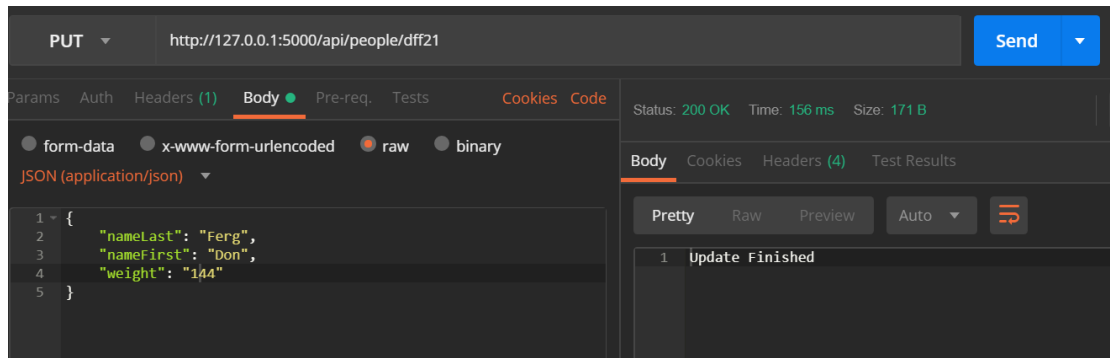 PUT http://127.0.0.1:5000/api/people/dff21 Send
Params Auth Headers (1) Body Pre-req. Tests Cookies Code
form-data x-www-form-urlencoded raw binary
JSON (application/json)
1 {
2 "nameLast": "Ferg",
3 "nameFirst": "Don",
4 "weight": "144"
5 }
Status: 200 OK Time: 156 ms Size: 171 B
Body Cookies Headers (4) Test Results
Pretty Raw Preview Auto
1 Update Finished